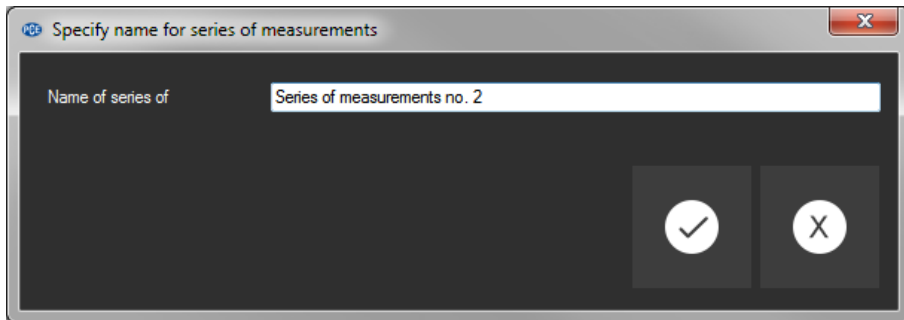 PCE Specify name for series of measurements
Name of series of Series of measurements no. 2